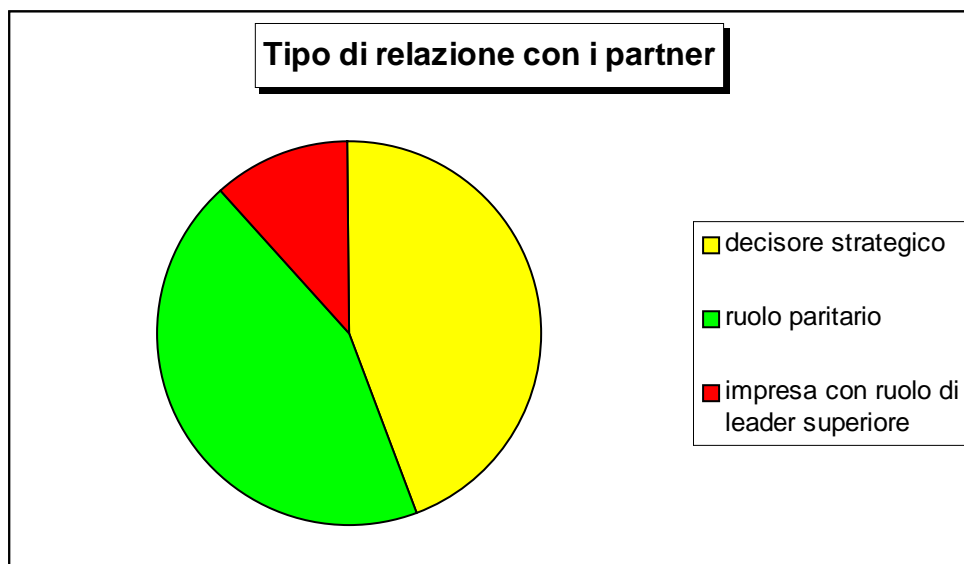 Tipo di relazione con i partner
decisore strategico
ruolo paritario
impresa con ruolo di
leader superiore